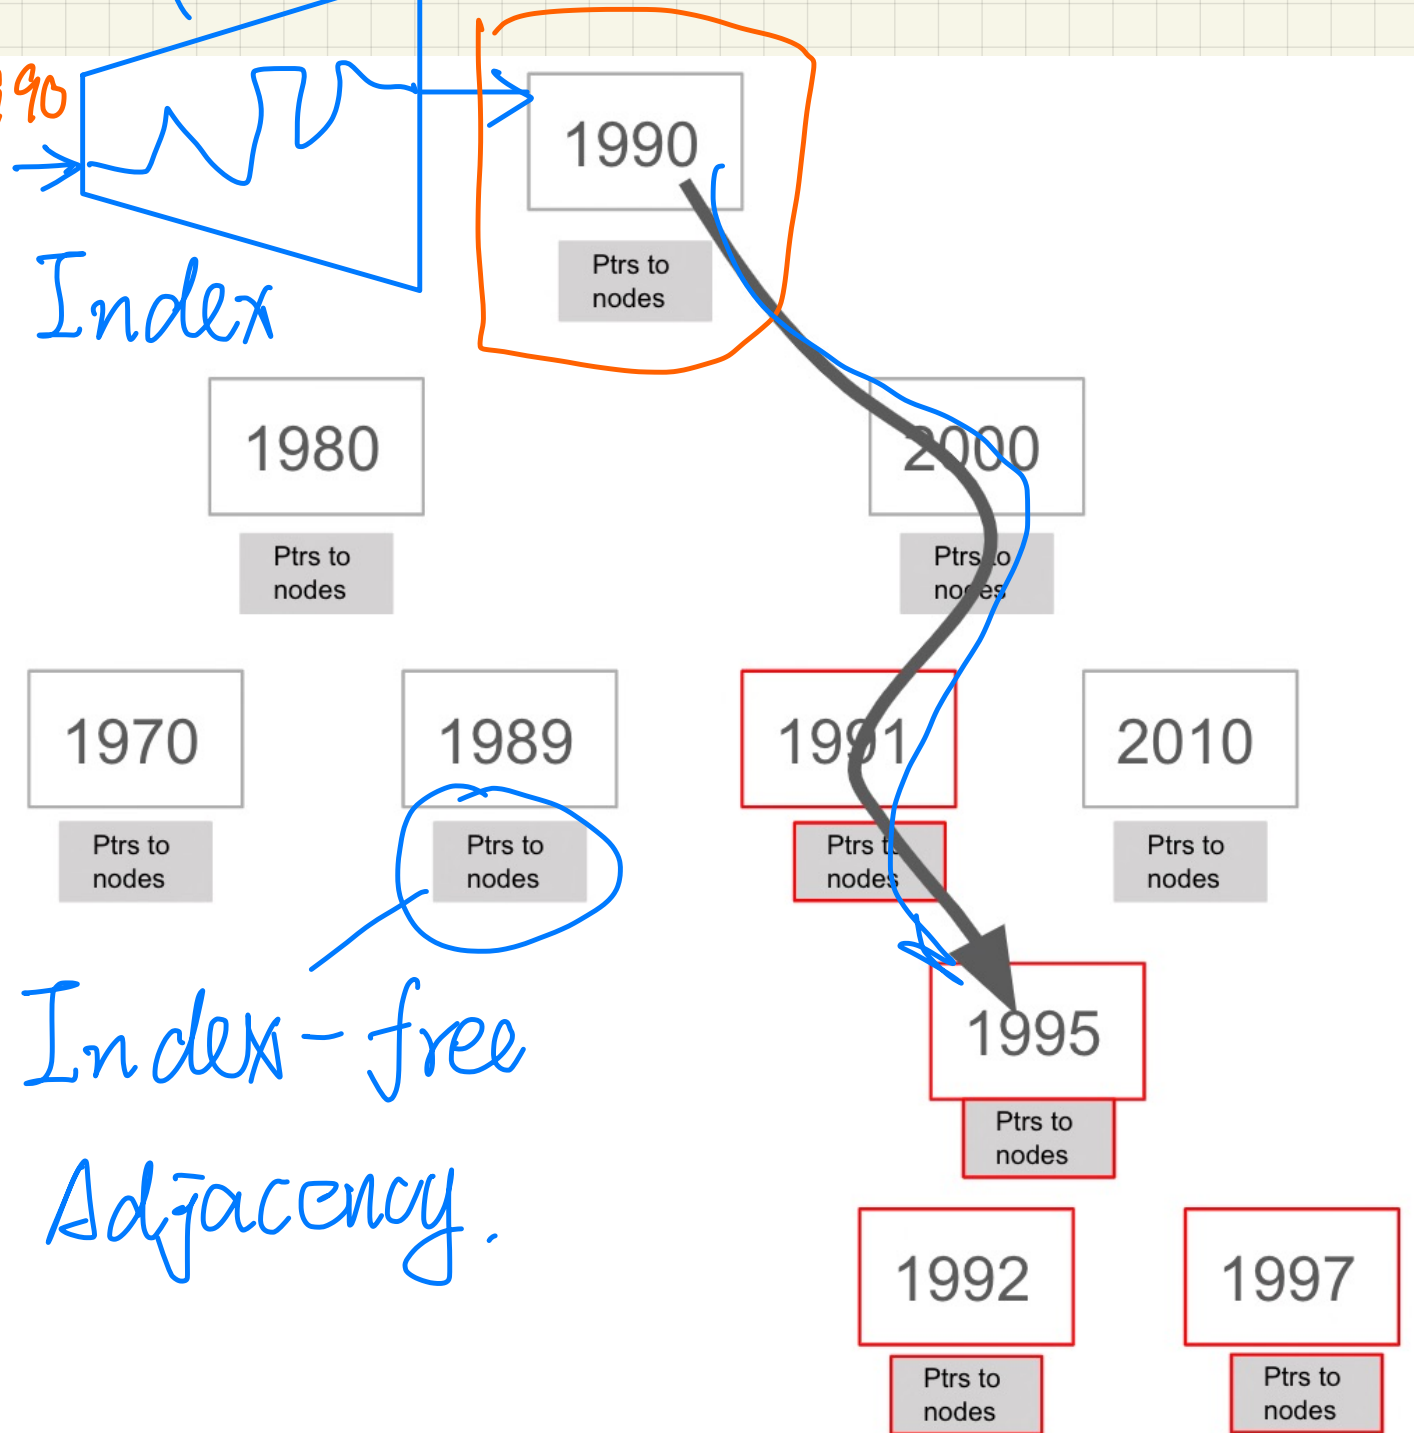 90
1990
Ptrs to
nodes
Index
1980
2000
Ptrs to
nodes
Ptrs to
nodes
1970
1989
1991
2010
Ptrs to
nodes
Ptrs to
nodes
Ptrs to
nodes
Ptrs to
nodes
Index-free
Adjacency.
1995
Ptrs to
nodes
1992
1997
Ptrs to
nodes
Ptrs to
nodes